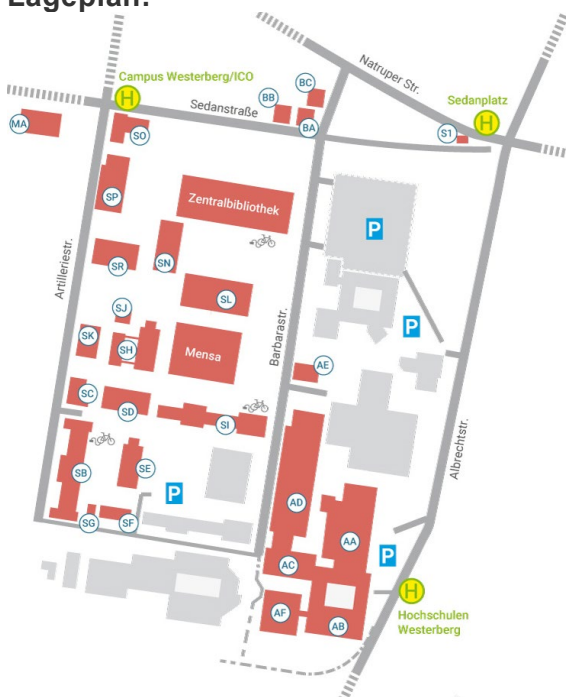 Lageplan:
Campus Westerberg/ICO
H
Sedanstraße
BC
BB
BA
Natruper Str.
Sedanplatz
H
S1
MA
SO
SP
Zentralbibliothek
P
SR
SN
Artilleriestr.
SL
SJ
SK
SH
Mensa
Barbarastr.
P
AE
SC
SD
SI
Albrechtstr.
SB
SE
P
AD
SG
SF
AA
AC
P
AF
AB
H
Hochschulen
Westerberg